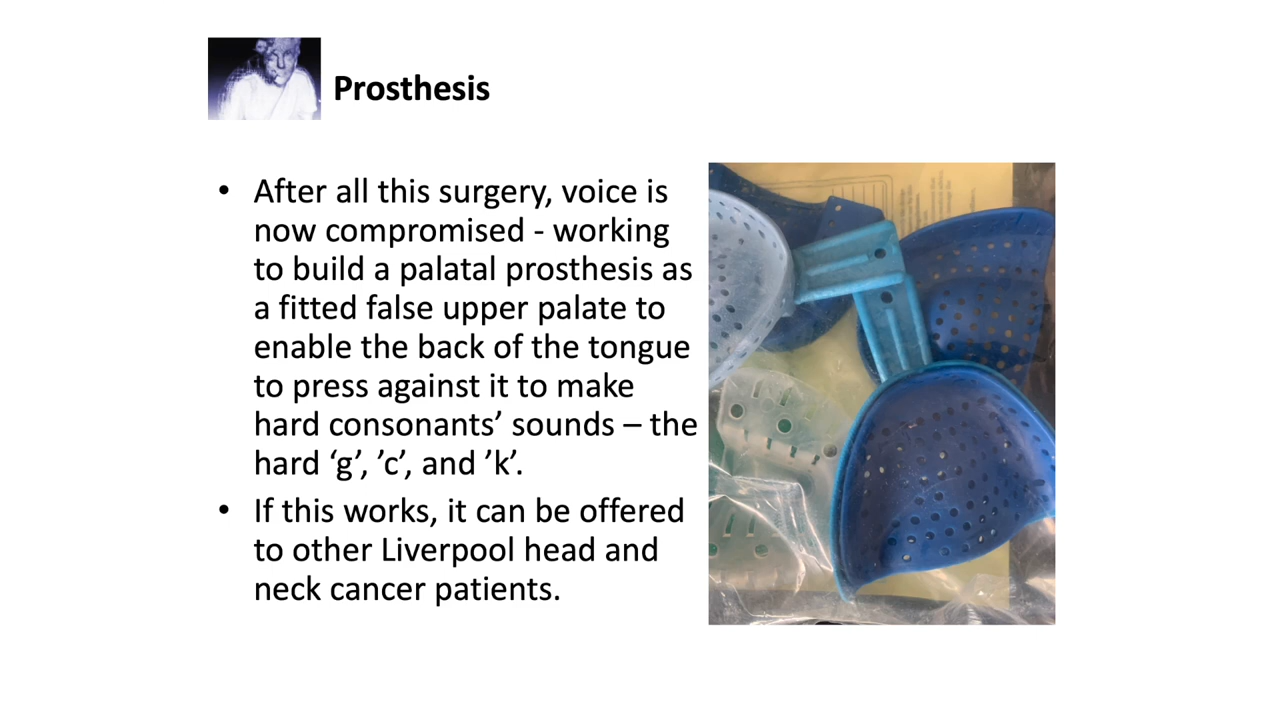 Prosthesis
• After all this surgery, voice is
now compromised - working
to build a palatal prosthesis as
a fitted false upper palate to
enable the back of the tongue
to press against it to make
hard consonants’ sounds – the
hard ‘g’, ’c’, and ’k’.
• If this works, it can be offered
to other Liverpool head and
neck cancer patients.